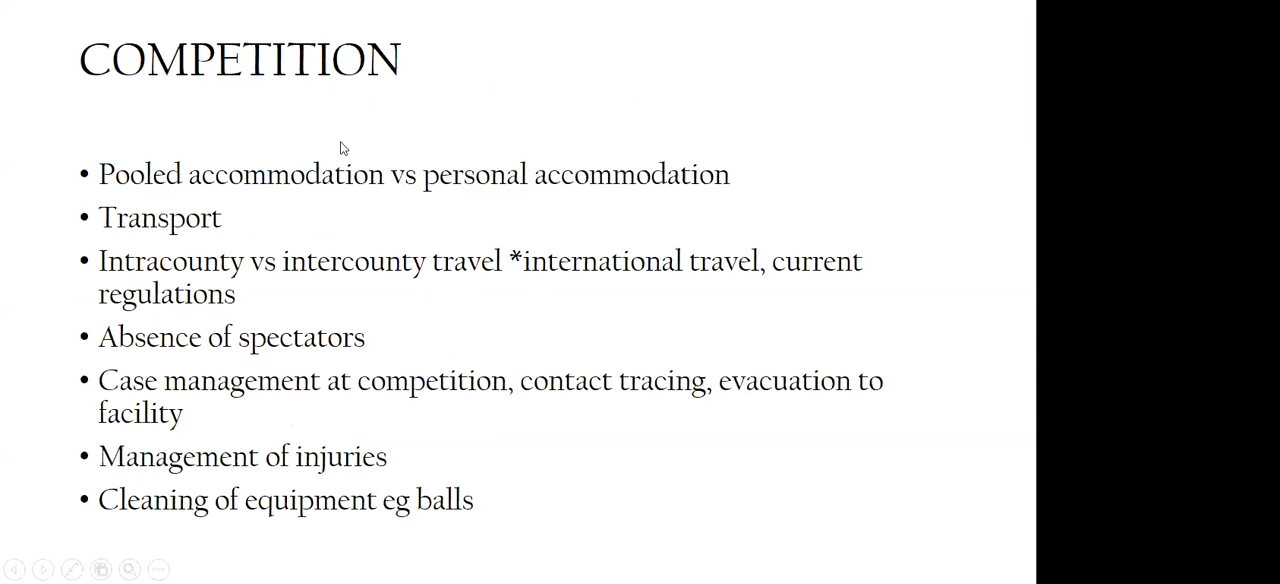 COMPETITION
• Pooled accommodation vs personal accommodation
• Transport
• Intracounty vs intercounty travel *international travel, current
regulations
• Absence of spectators
• Case management at competition, contact tracing, evacuation to
facility
• Management of injuries
• Cleaning of equipment eg balls